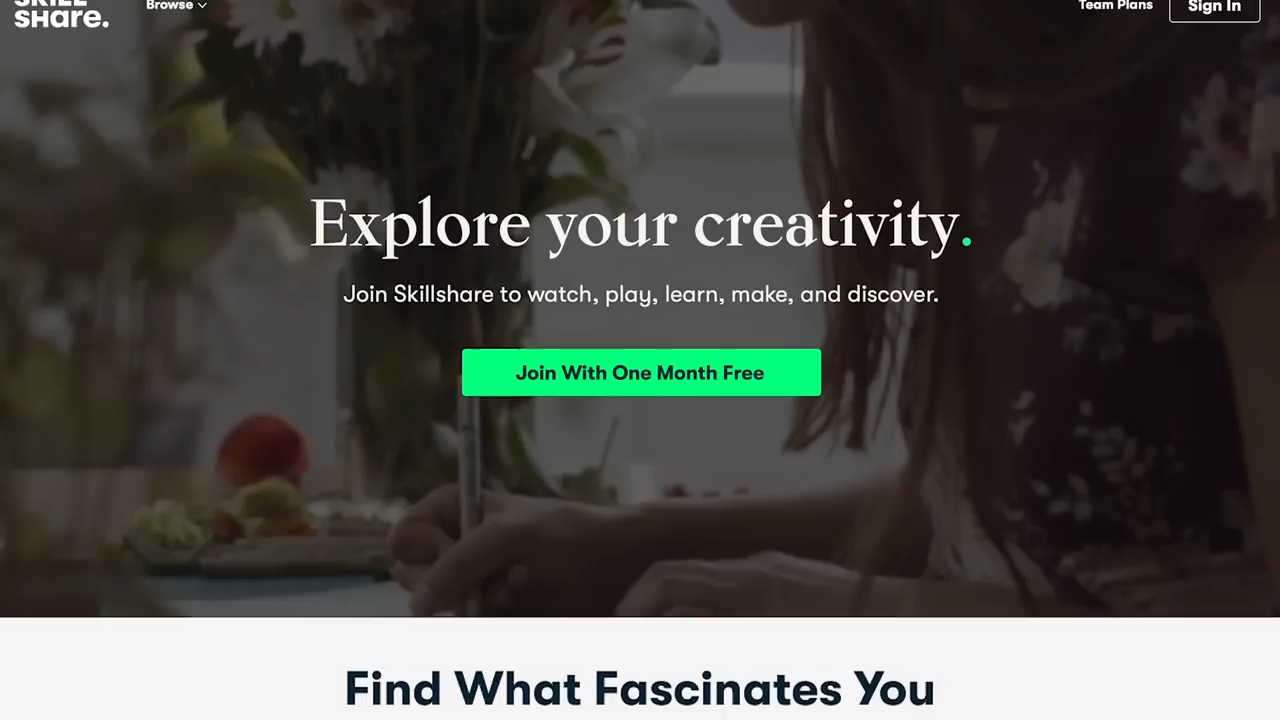 SKILL
share.
Browse
Team Plans
Sign In
Explore your creativity.
Join Skillshare to watch, play, learn, make, and discover.
Join With One Month Free
Find What Fascinates You